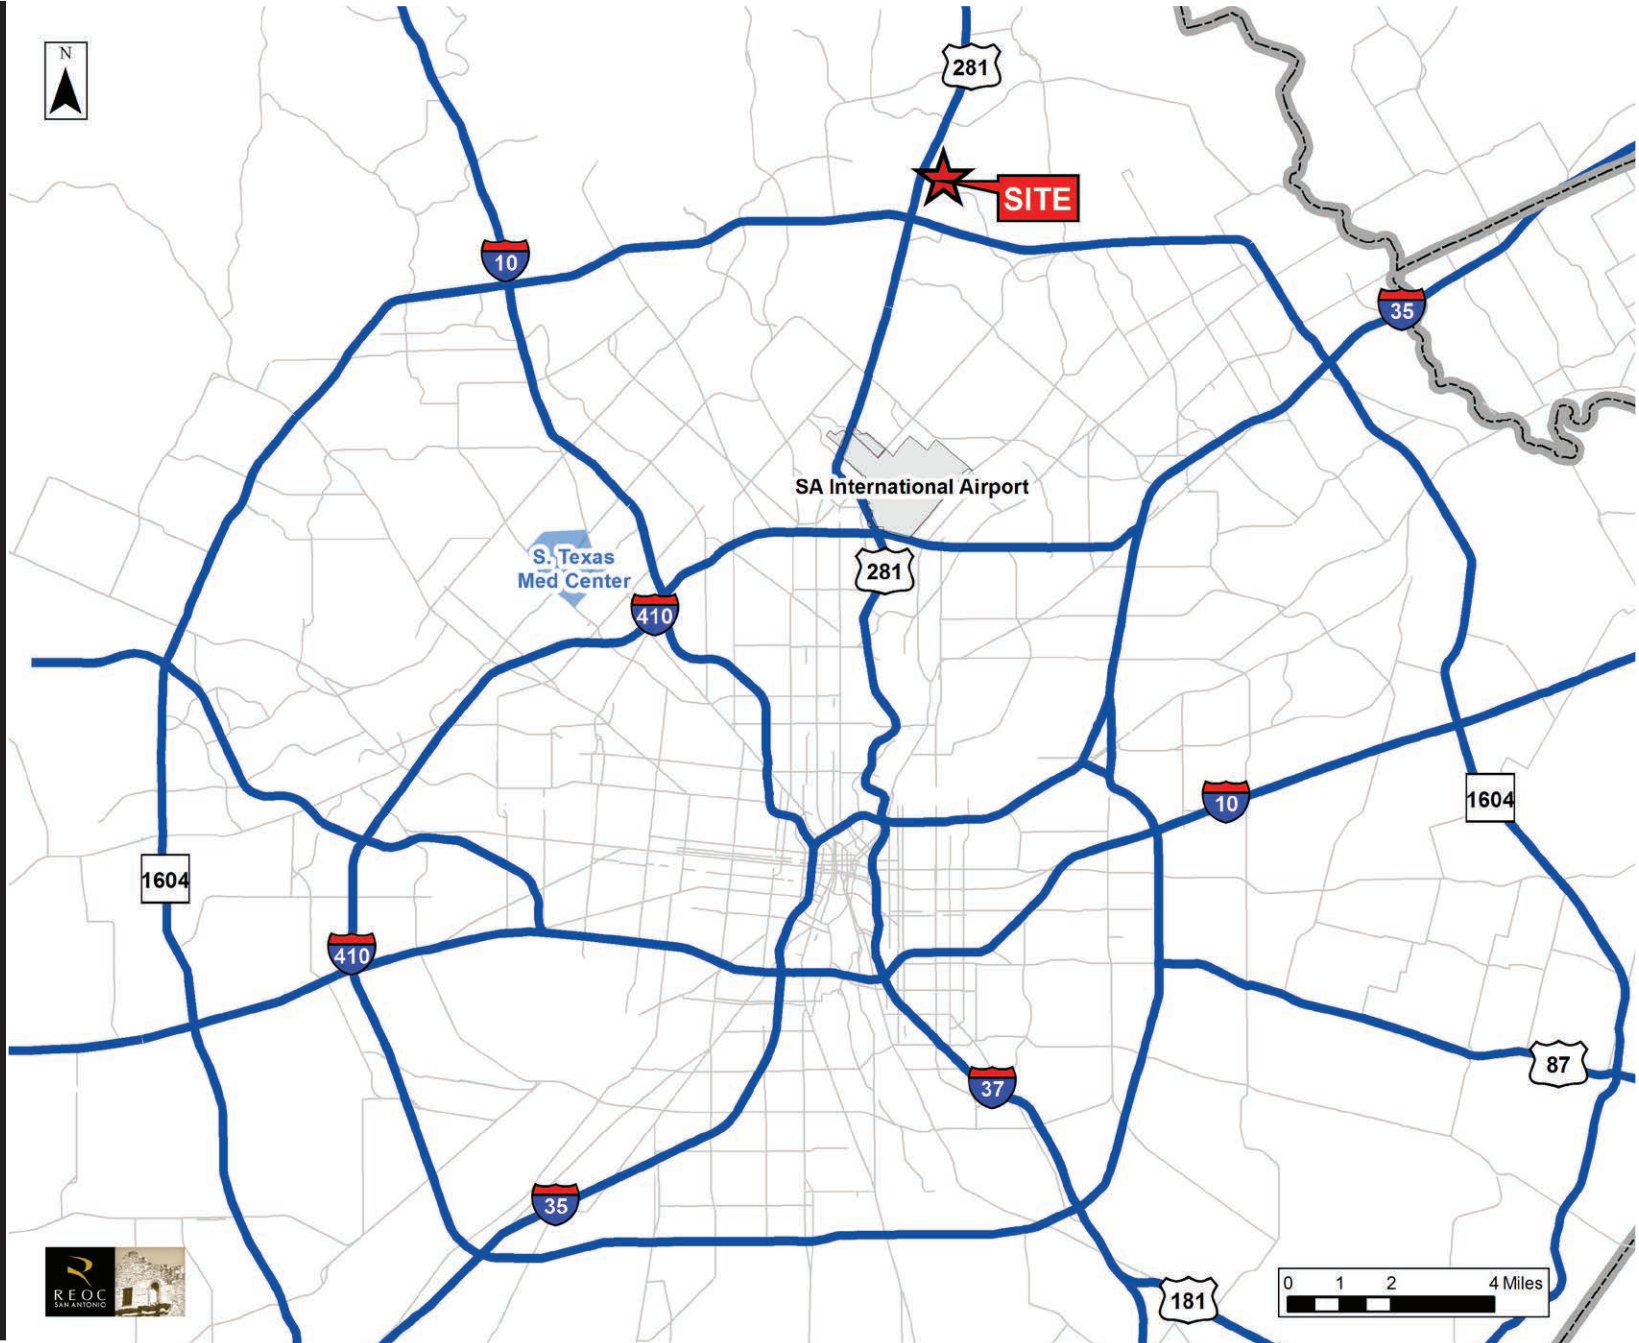 N
281
SITE
10
35
SA International Airport
S. Texas
Med Center
281
410
10
1604
1604
410
87
37
35
0 1 2 4 Miles
181
REOC
SAN ANTONIO